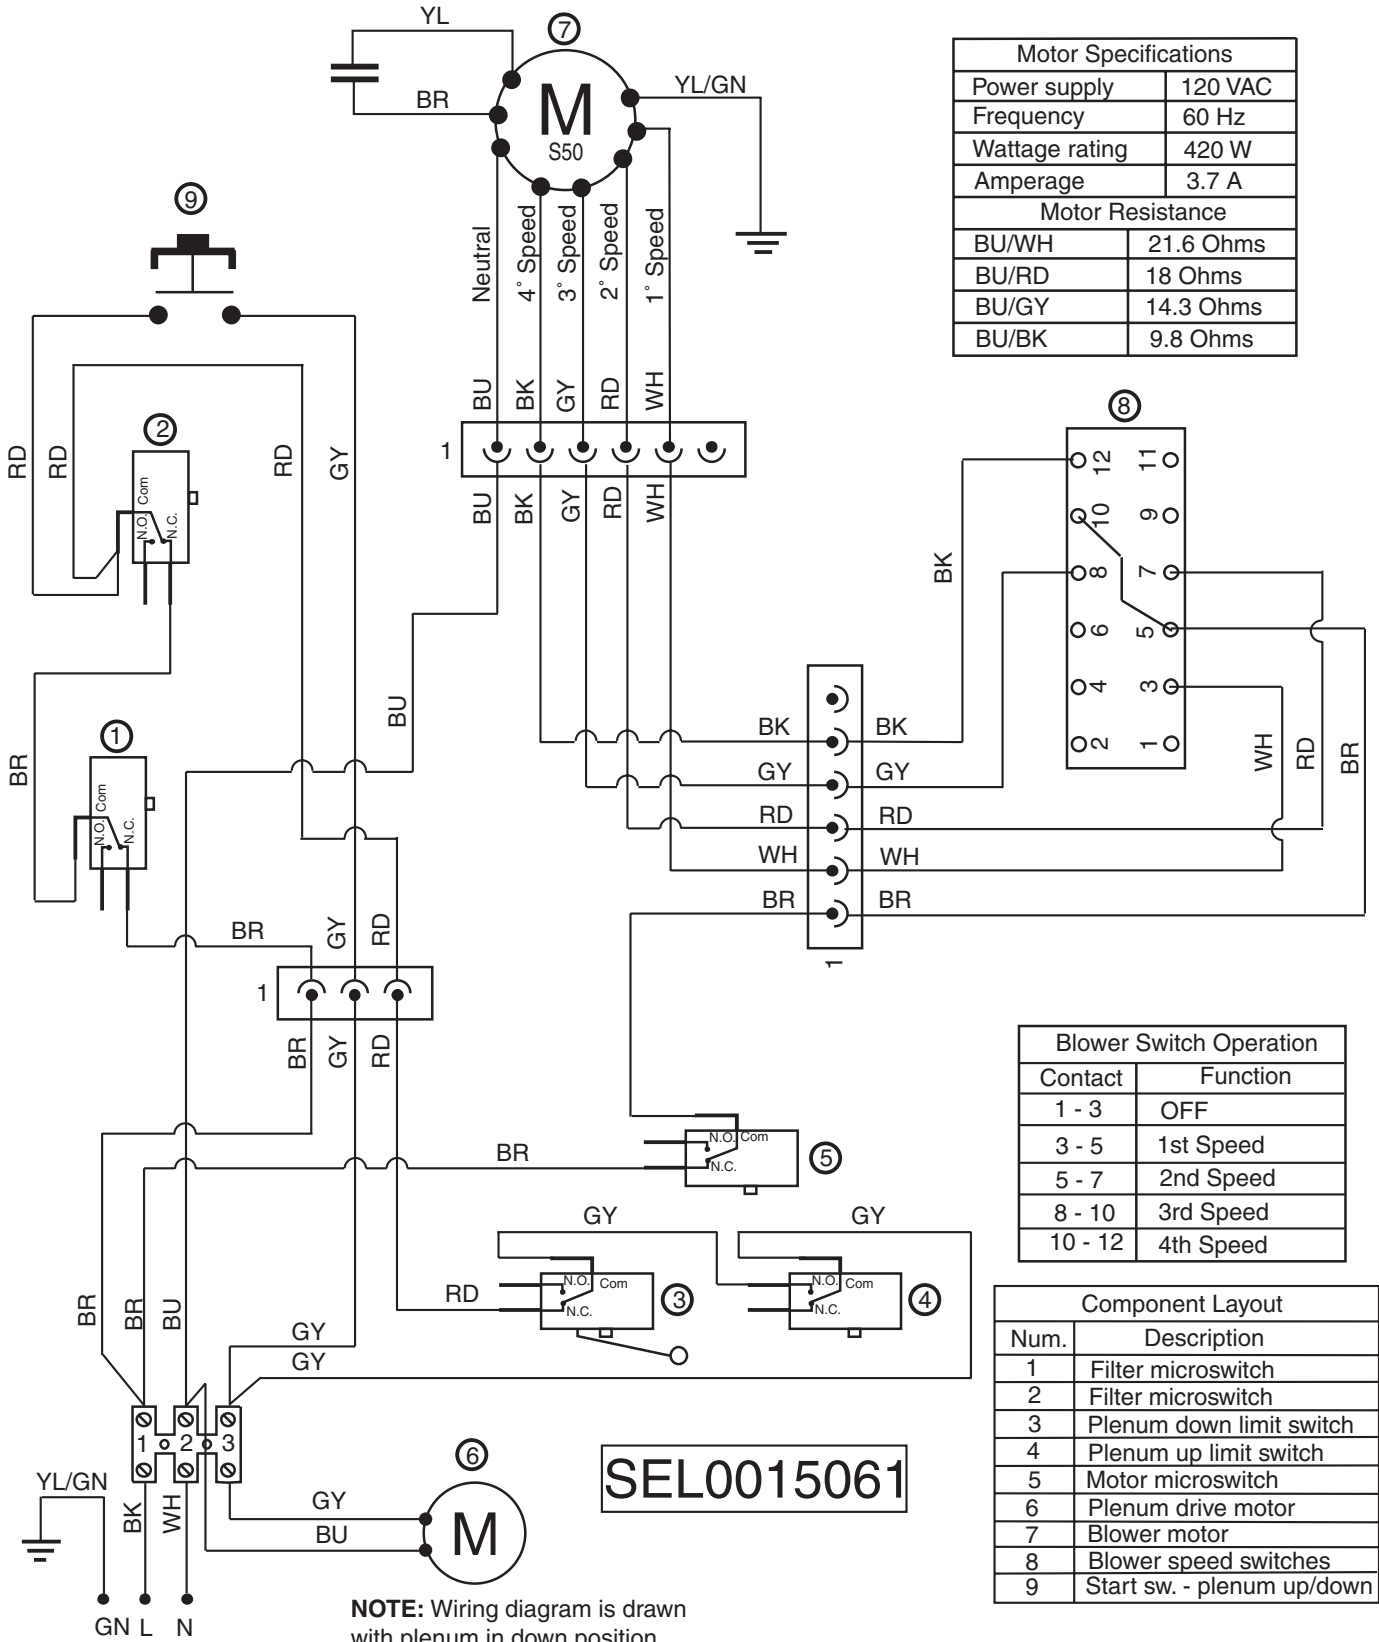 YL
7
BR
YL/GN
M
S50
Motor Specifications
Power supply 120 VAC
Frequency 60 Hz
Wattage rating 420 W
Amperage 3.7 A
Motor Resistance
BU/WH 21.6 Ohms
BU/RD 18 Ohms
BU/GY 14.3 Ohms
BU/BK 9.8 Ohms
9
Neutral
4° Speed
3° Speed
2° Speed
1° Speed
BU
BK
GY
RD
WH
1
BU
BK
GY
RD
WH
RD
RD
RD
GY
2
N.O.
Com
N.C.
8
12
11
10
9
8
7
6
5
4
3
2
1
BK
WH
RD
BR
BU
BR
1
N.O.
Com
N.C.
BK BK
GY GY
RD RD
WH WH
BR BR
1
BR
GY
RD
1
BR
GY
RD
Blower Switch Operation
Contact Function
1 - 3 OFF
3 - 5 1st Speed
5 - 7 2nd Speed
8 - 10 3rd Speed
10 - 12 4th Speed
BR
N.O. Com
N.C.
5
GY
GY
RD
N.O. Com
N.C.
3
N.O. Com
N.C.
4
BR
BR
BU
GY
GY
Component Layout
Num. Description
1 Filter microswitch
2 Filter microswitch
3 Plenum down limit switch
4 Plenum up limit switch
5 Motor microswitch
6 Plenum drive motor
7 Blower motor
8 Blower speed switches
9 Start sw. - plenum up/down
1 2 3
YL/GN
BK
WH
GY
BU
6
M
SEL0015061
GN L N
NOTE: Wiring diagram is drawn
with plenum in down position